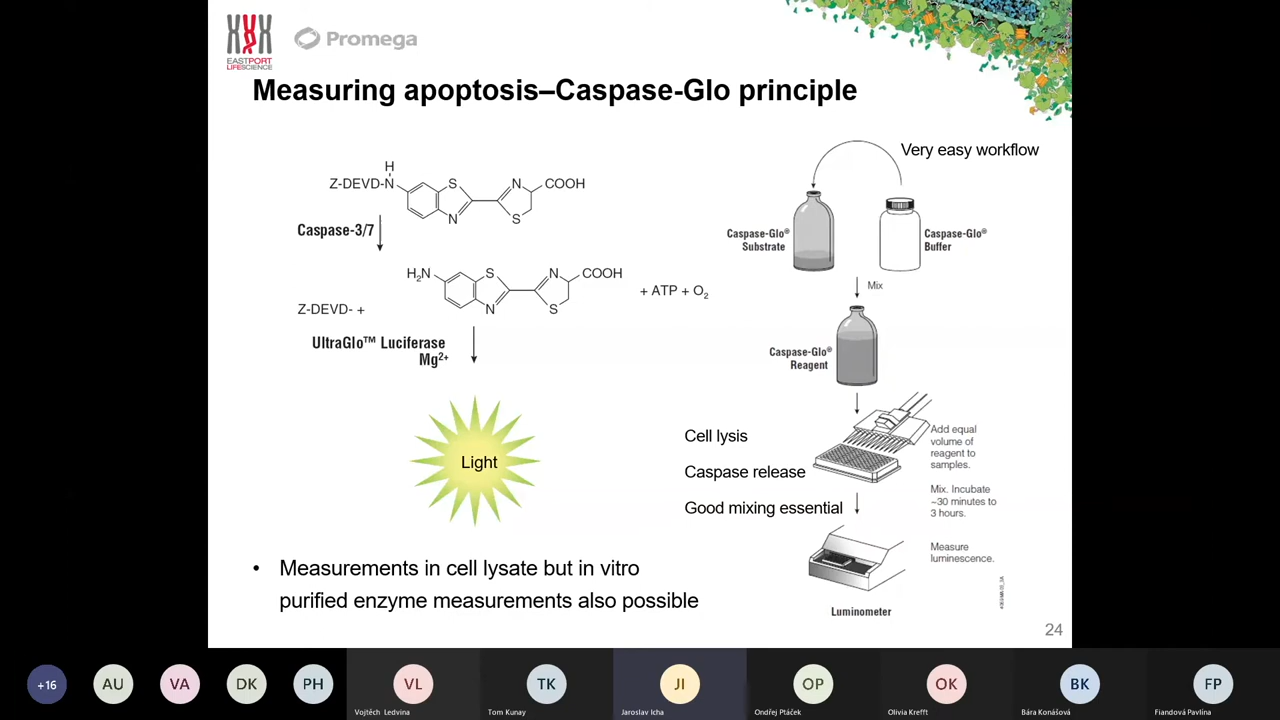 EASTPORT
LIFESCIENCE
Promega
Measuring apoptosis–Caspase-Glo principle
H
Z-DEVD-N
S
N
N
S
COOH
Caspase-3/7
H₂N
S
N
N
S
COOH
+ ATP + O₂
Z-DEVD- +
UltraGlo™ Luciferase
Mg²⁺
Light
• Measurements in cell lysate but in vitro
purified enzyme measurements also possible
Very easy workflow
Caspase-Glo®
Substrate
Caspase-Glo®
Buffer
Mix
Caspase-Glo®
Reagent
Cell lysis
Caspase release
Good mixing essential
Add equal
volume of
reagent to
samples.
Mix. Incubate
~30 minutes to
3 hours.
Measure
luminescence.
Luminometer
24
+16
AU
VA
DK
PH
VL
Vojtěch Ledvina
TK
Tom Kunay
JI
Jaroslav Icha
OP
Ondřej Ptáček
OK
Olivia Krefft
BK
Bára Konášová
FP
Fiandová Pavlína